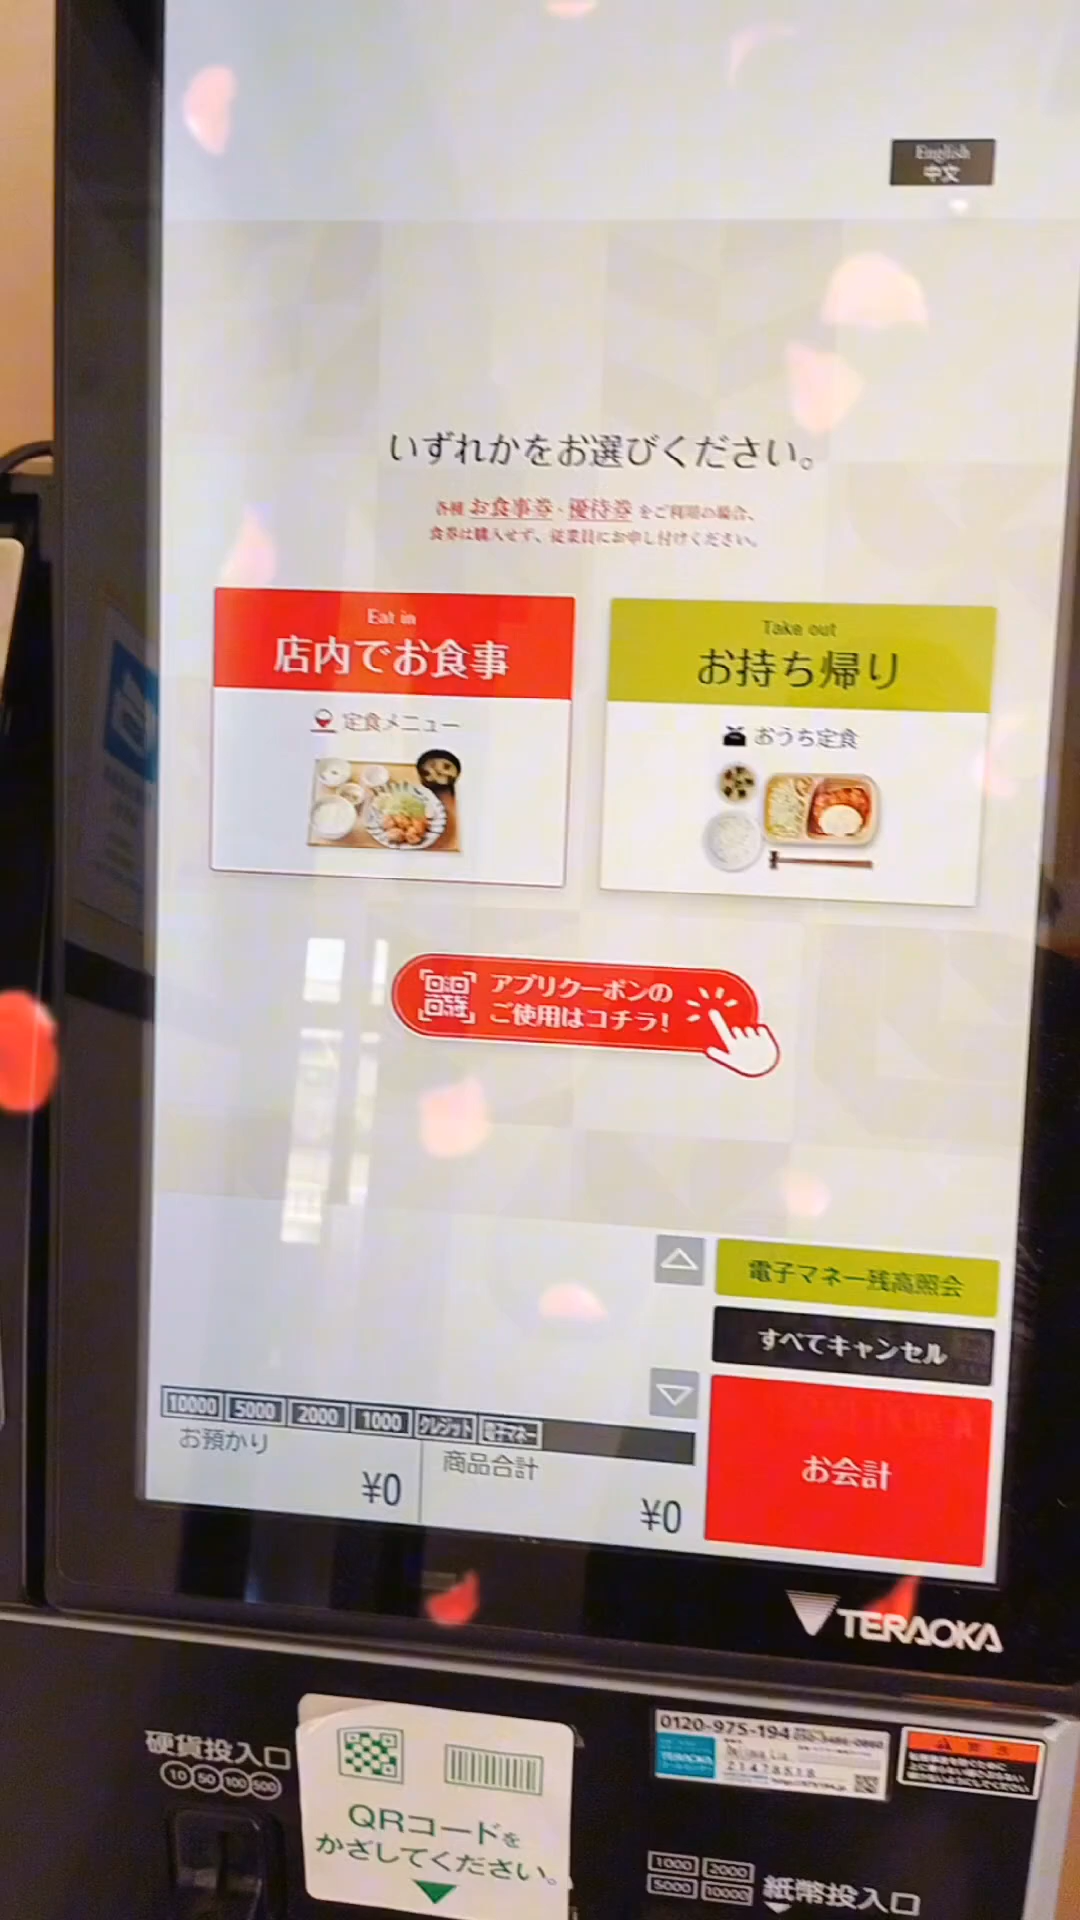 English
中文
いずれかをお選びください。
各種 お食事券・優待券 をご利用の場合、
食券は購入せず、従業員にお申し付けください。
Eat in
店内でお食事
定食メニュー
Take out
お持ち帰り
おうち定食
アプリクーポンの
ご使用はコチラ!
電子マネー残高照会
すべてキャンセル
10000 5000 2000 1000 クレジット 電子マネー
お預かり
¥0
商品合計
¥0
お会計
TERAOKA
硬貨投入口
10 50 100 500
QRコードを
かざしてください。
0120-975-194
TERAOKA
1000 2000
5000 10000
紙幣投入口